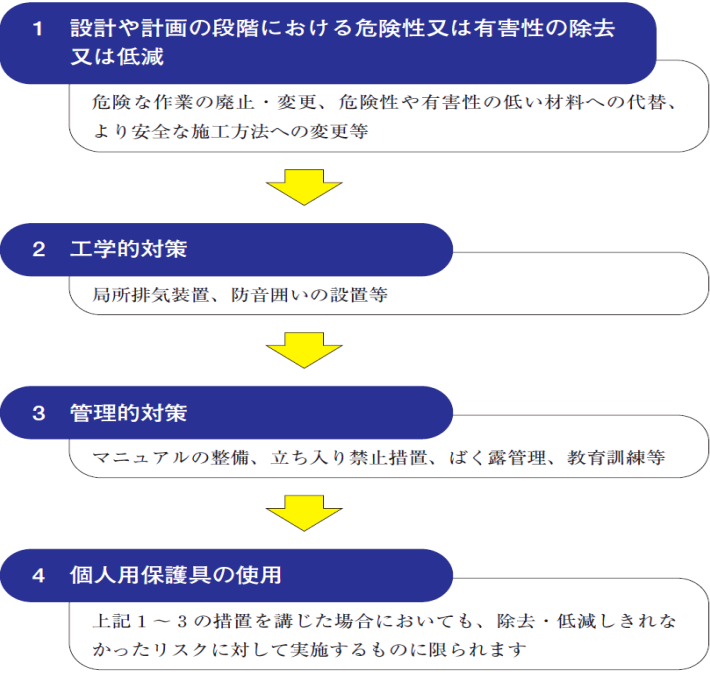 1 設計や計画の段階における危険性又は有害性の除去
又は低減
危険な作業の廃止・変更、危険性や有害性の低い材料への代替、
より安全な施工方法への変更等
2 工学的対策
局所排気装置、防音囲いの設置等
3 管理的対策
マニュアルの整備、立ち入り禁止措置、ばく露管理、教育訓練等
4 個人用保護具の使用
上記1～3の措置を講じた場合においても、除去・低減しきれな
かったリスクに対して実施するものに限られます